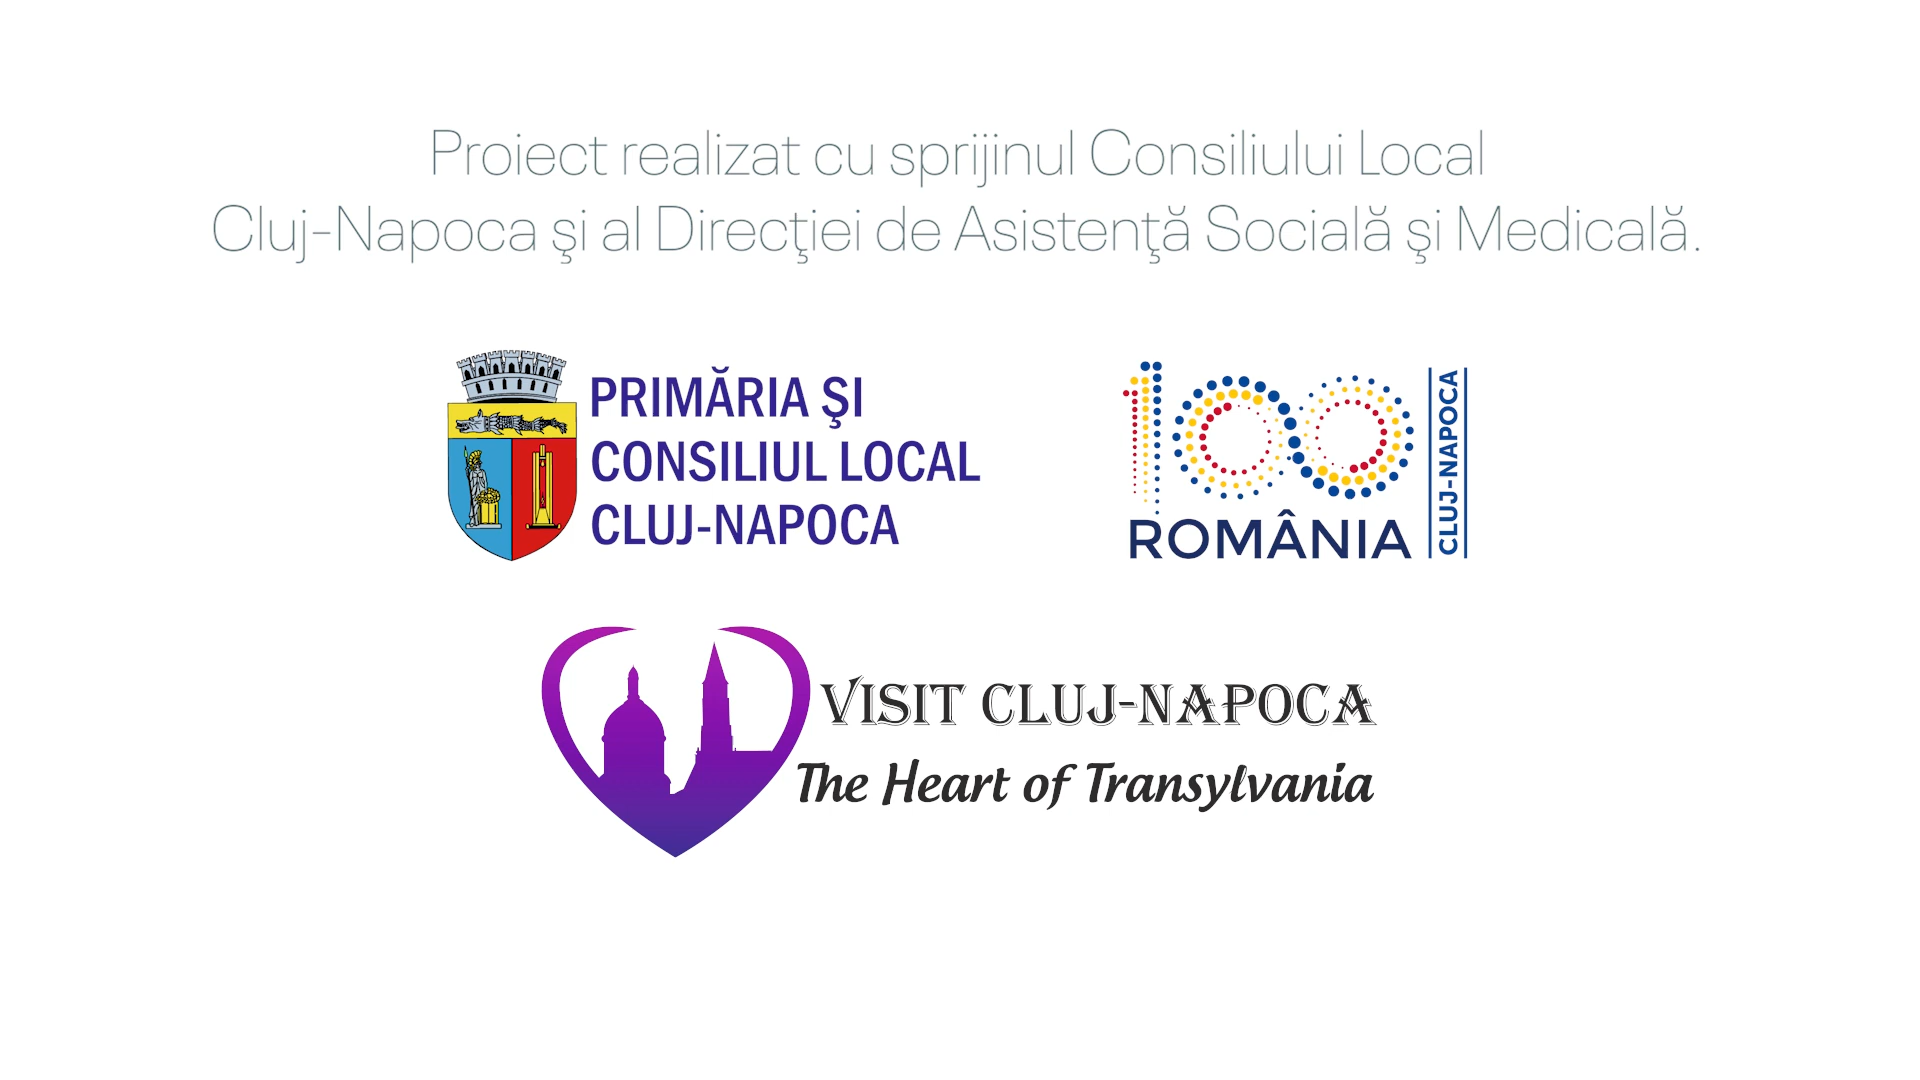 Proiect realizat cu sprijinul Consiliului Local
Cluj-Napoca şi al Direcţiei de Asistenţă Socială şi Medicală.
PRIMĂRIA ŞI
CONSILIUL LOCAL
CLUJ-NAPOCA
100
ROMÂNIA
CLUJ-NAPOCA
VISIT CLUJ-NAPOCA
The Heart of Transylvania